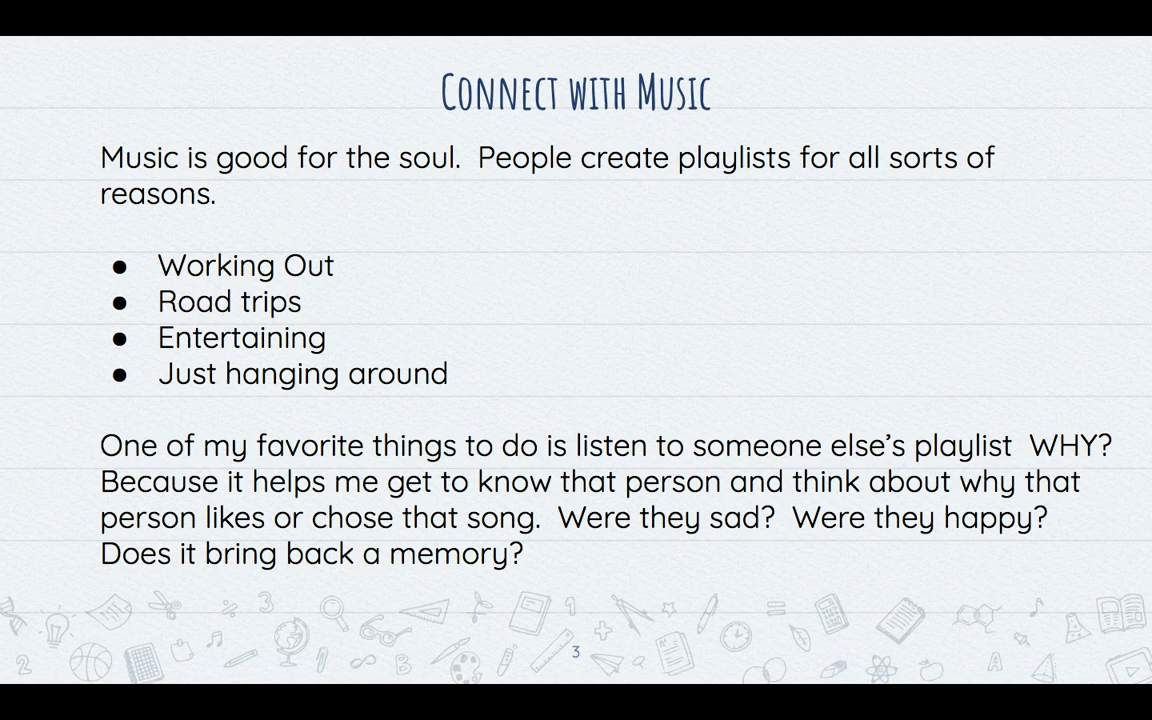 Connect with Music
Music is good for the soul.  People create playlists for all sorts of
reasons.
● Working Out
● Road trips
● Entertaining
● Just hanging around
One of my favorite things to do is listen to someone else’s playlist  WHY?
Because it helps me get to know that person and think about why that
person likes or chose that song.  Were they sad?  Were they happy?
Does it bring back a memory?
3